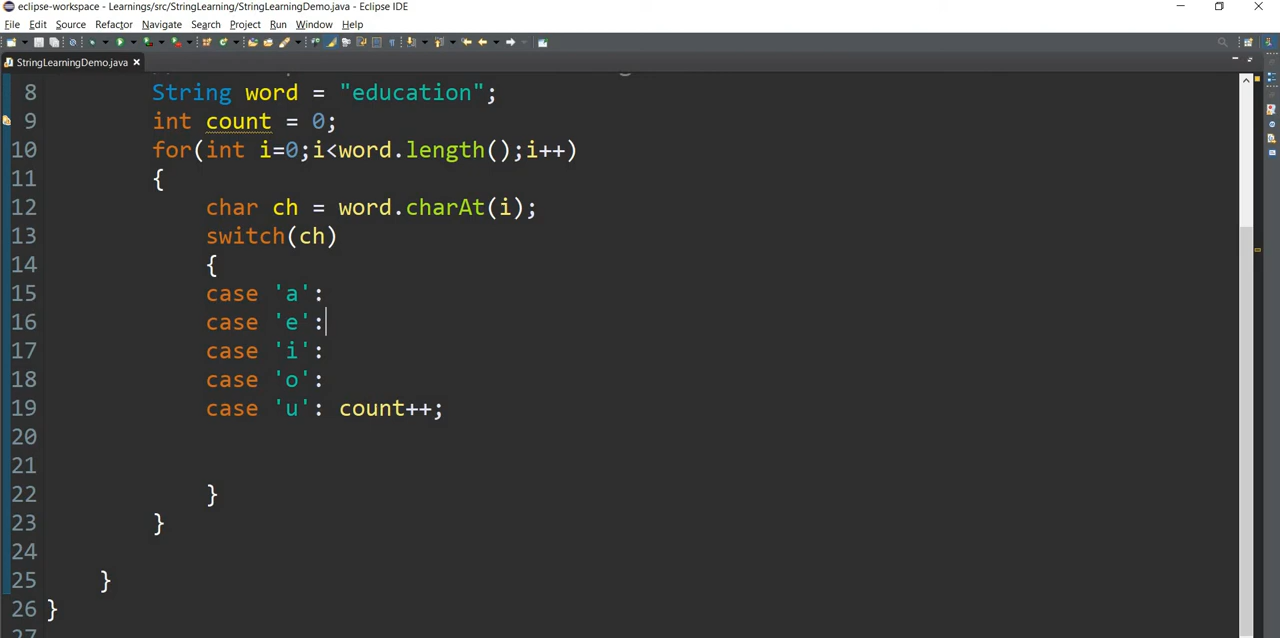 eclipse-workspace - Learnings/src/StringLearning/StringLearningDemo.java - Eclipse IDE
File Edit Source Refactor Navigate Search Project Run Window Help
StringLearningDemo.java
8 String word = "education";
9 int count = 0;
10 for(int i=0;i<word.length();i++)
11 {
12 char ch = word.charAt(i);
13 switch(ch)
14 {
15 case 'a':
16 case 'e':
17 case 'i':
18 case 'o':
19 case 'u': count++;
20
21
22 }
23 }
24
25 }
26 }
27